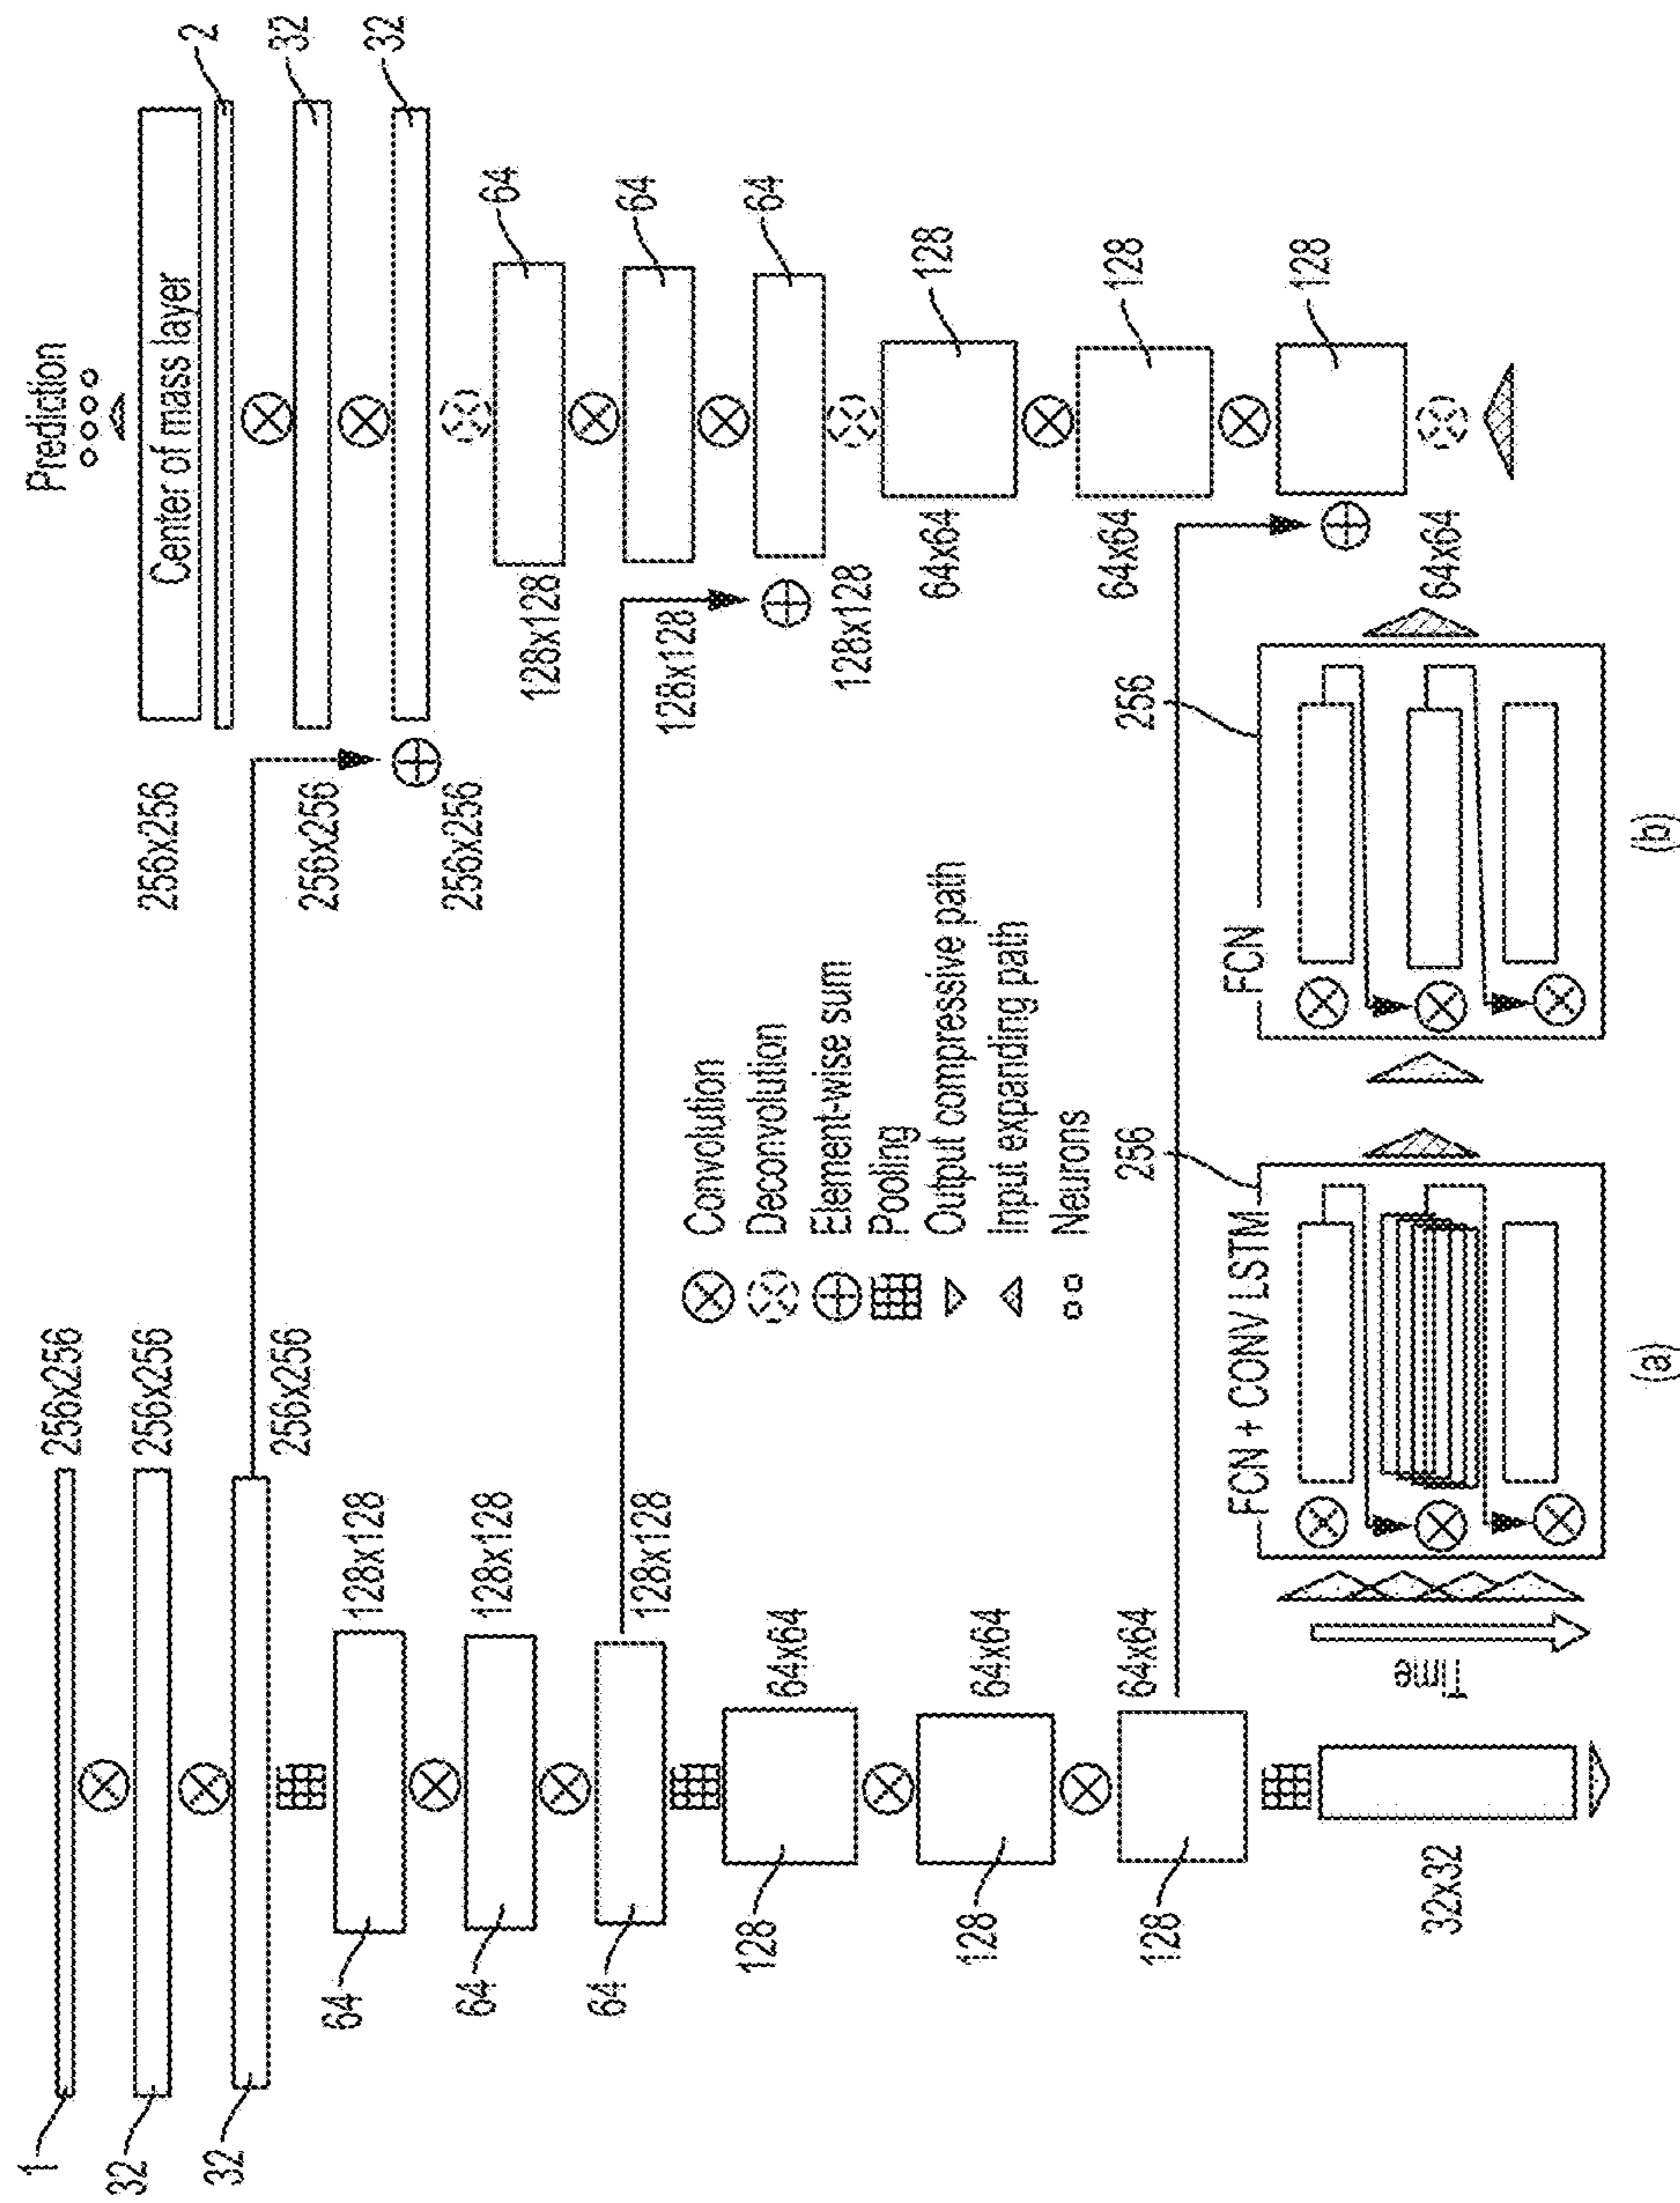 1
256x256
32
256x256
32
256x256
64
128x128
64
128x128
64
128x128
128
64x64
128
64x64
128
64x64
32x32
Prediction
Center of mass layer
2
256x256
32
256x256
32
256x256
64
128x128
64
128x128
64
128x128
128
64x64
128
64x64
128
64x64
Convolution
Deconvolution
Element-wise sum
Pooling
Output compressive path
Input expanding path
Neurons
Time
FCN + CONV LSTM
256
(a)
FCN
256
(b)